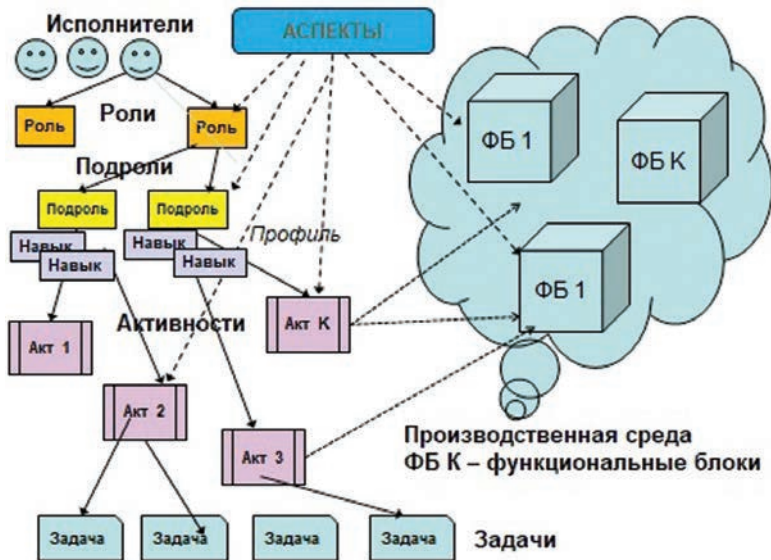 Исполнители
АСПЕКТЫ
Роли
Роль
Роль
ФБ 1
ФБ К
Подроли
Подроль
Подроль
Навык
Навык
Навык
Навык
Профиль
ФБ 1
Активности
Акт 1
Акт К
Акт 2
Акт 3
Производственная среда
ФБ К – функциональные блоки
Задача
Задача
Задача
Задача
Задачи